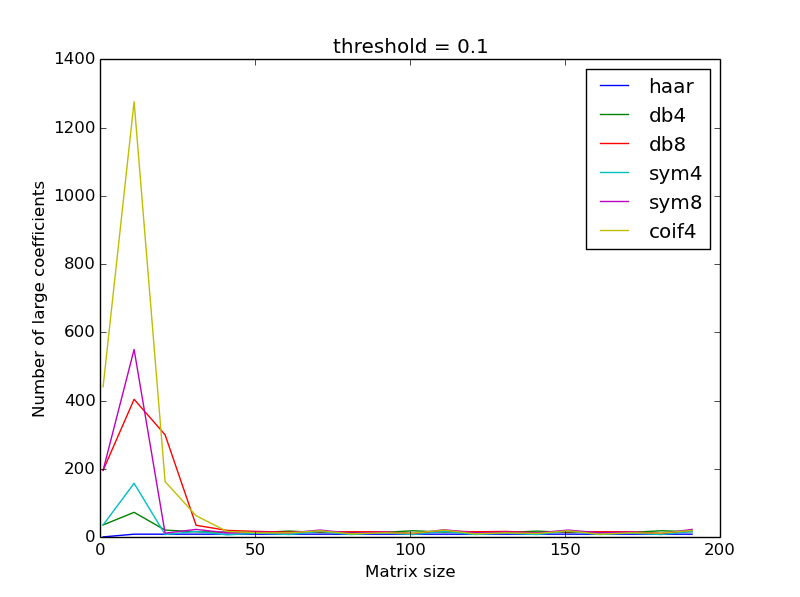 threshold = 0.1
1400
1200
1000
800
600
400
200
0
Number of large coefficients
haar
db4
db8
sym4
sym8
coif4
0 50 100 150 200
Matrix size